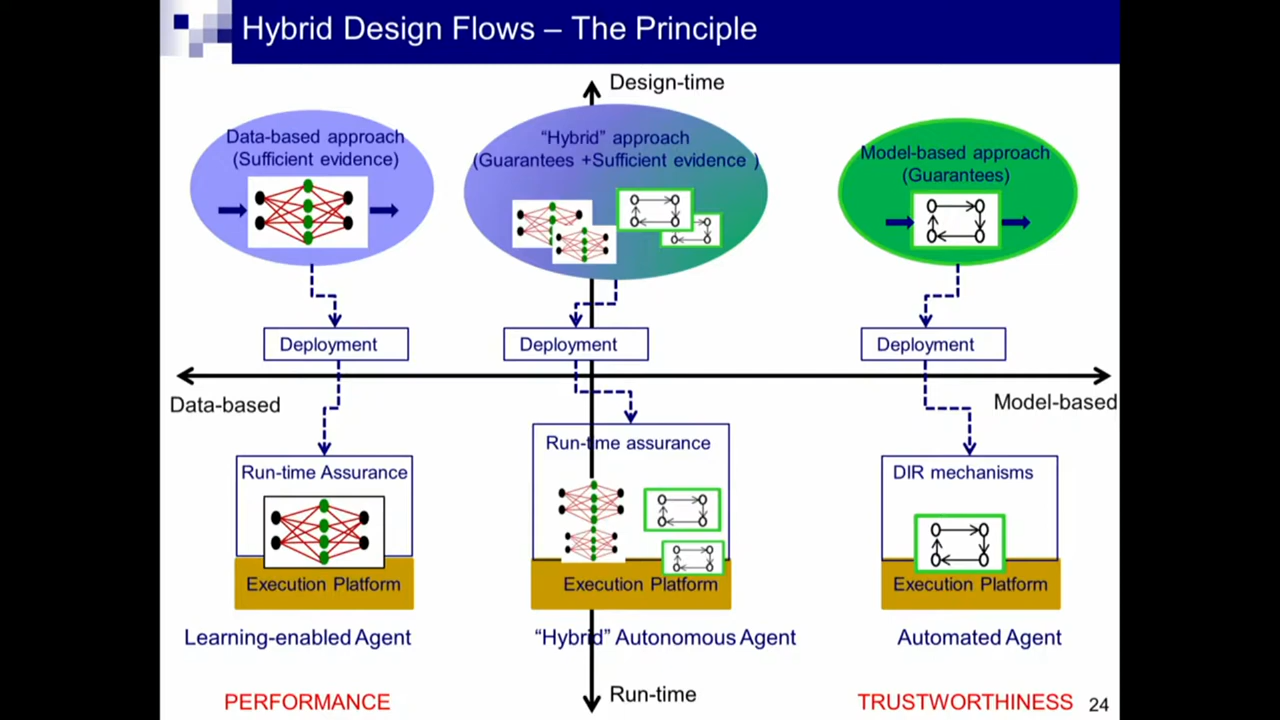 Hybrid Design Flows – The Principle
Design-time
Data-based approach
(Sufficient evidence)
“Hybrid” approach
(Guarantees +Sufficient evidence )
Model-based approach
(Guarantees)
Deployment
Deployment
Deployment
Data-based
Model-based
Run-time Assurance
Run-time assurance
DIR mechanisms
Execution Platform
Execution Platform
Execution Platform
Learning-enabled Agent
“Hybrid” Autonomous Agent
Automated Agent
PERFORMANCE
Run-time
TRUSTWORTHINESS
24